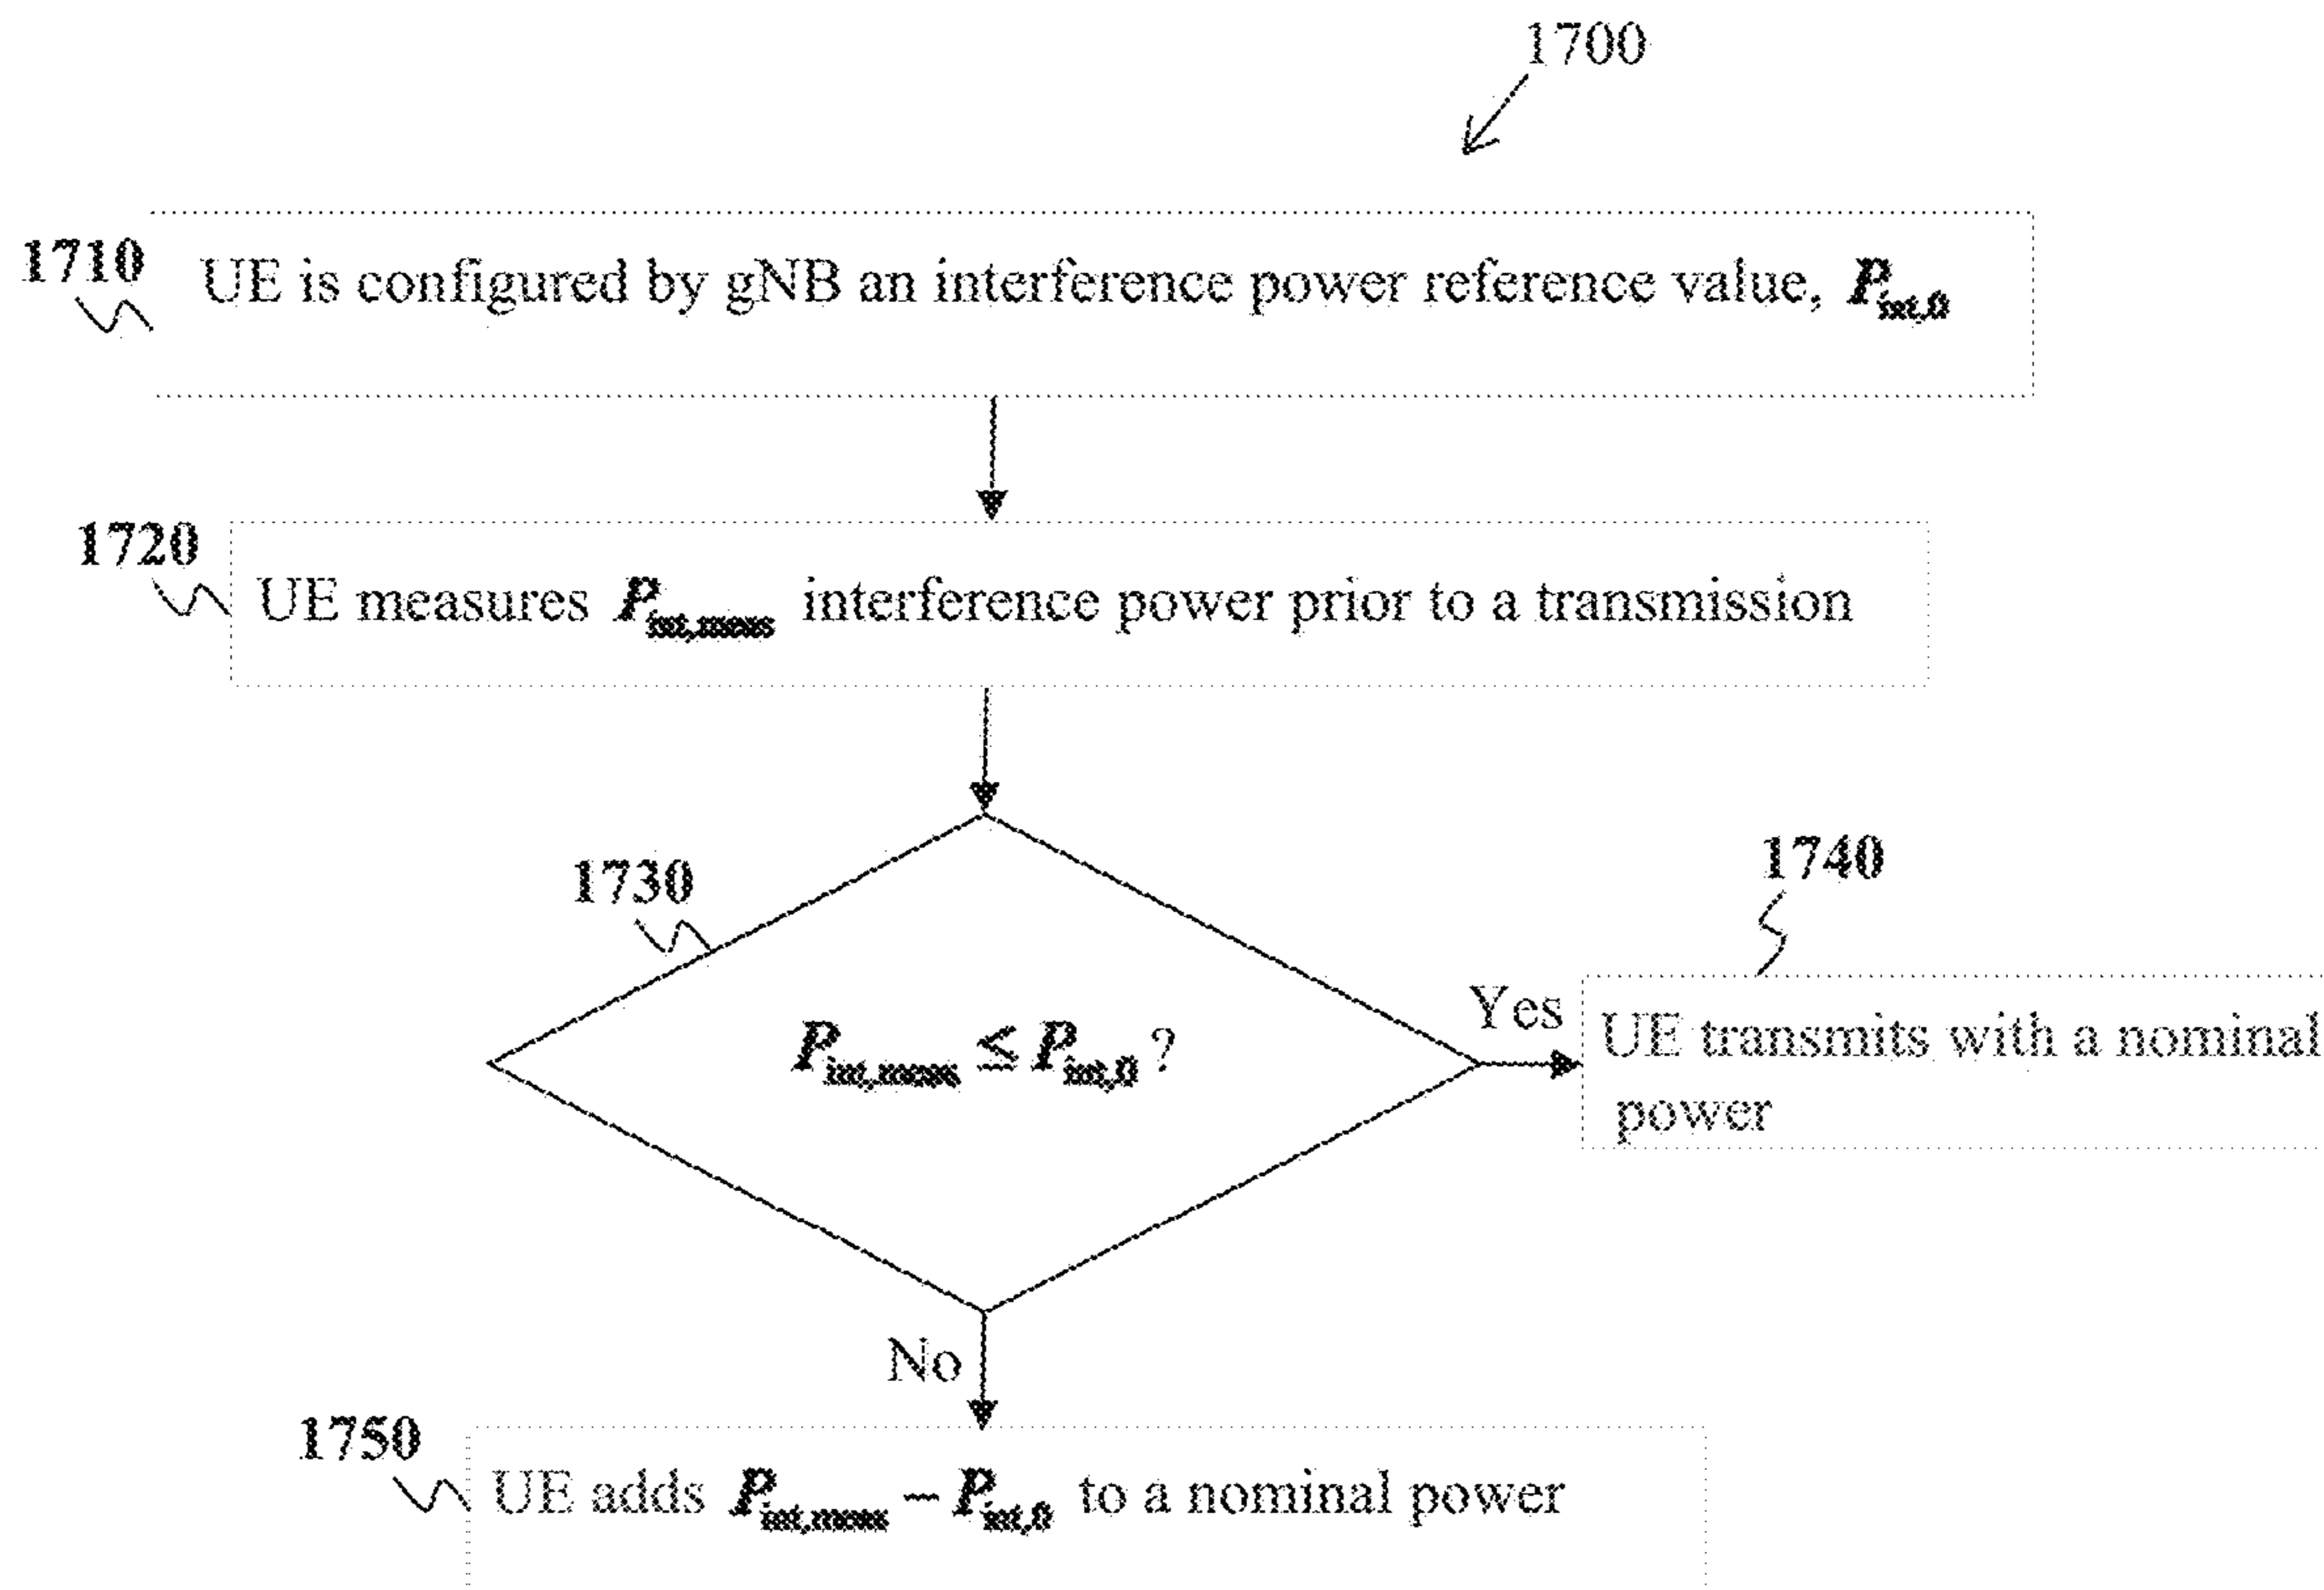 1700
1710
UE is configured by gNB an interference power reference value, P_int,0
1720
UE measures P_int,meas interference power prior to a transmission
1730
P_int,meas ≤ P_int,0 ?
1740
Yes
UE transmits with a nominal
power
No
1750
UE adds P_int,meas − P_int,0 to a nominal power